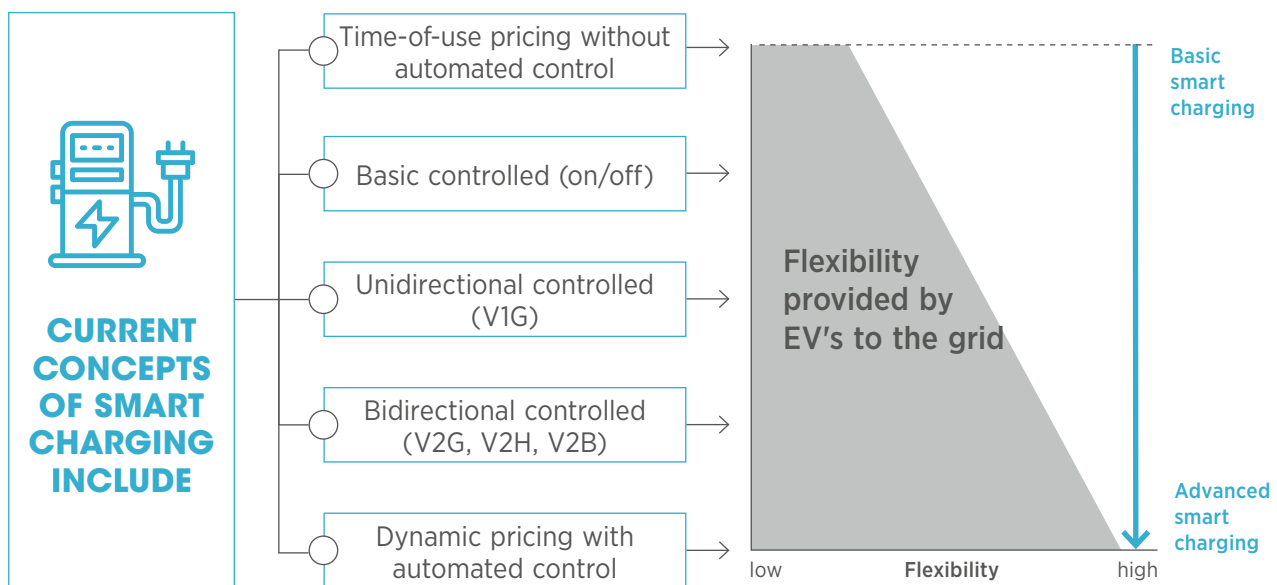 CURRENT
CONCEPTS
OF SMART
CHARGING
INCLUDE
Time-of-use pricing without
automated control
Basic controlled (on/off)
Unidirectional controlled
(V1G)
Bidirectional controlled
(V2G, V2H, V2B)
Dynamic pricing with
automated control
Flexibility
provided by
EV's to the grid
Basic
smart
charging
Advanced
smart
charging
low
Flexibility
high